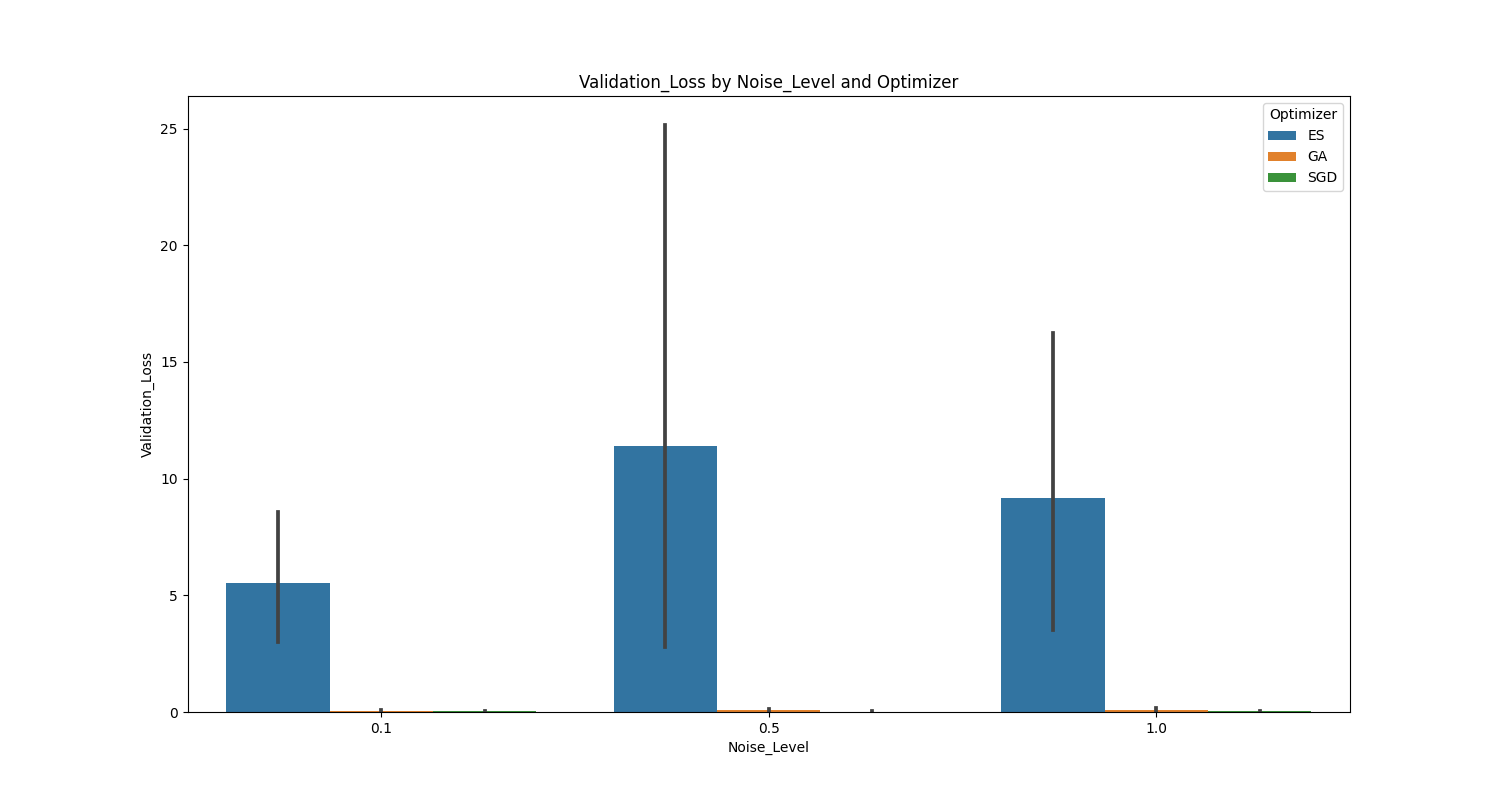 Validation_Loss by Noise_Level and Optimizer
Optimizer
ES
GA
SGD
Validation_Loss
25
20
15
10
5
0
0.1
0.5
1.0
Noise_Level